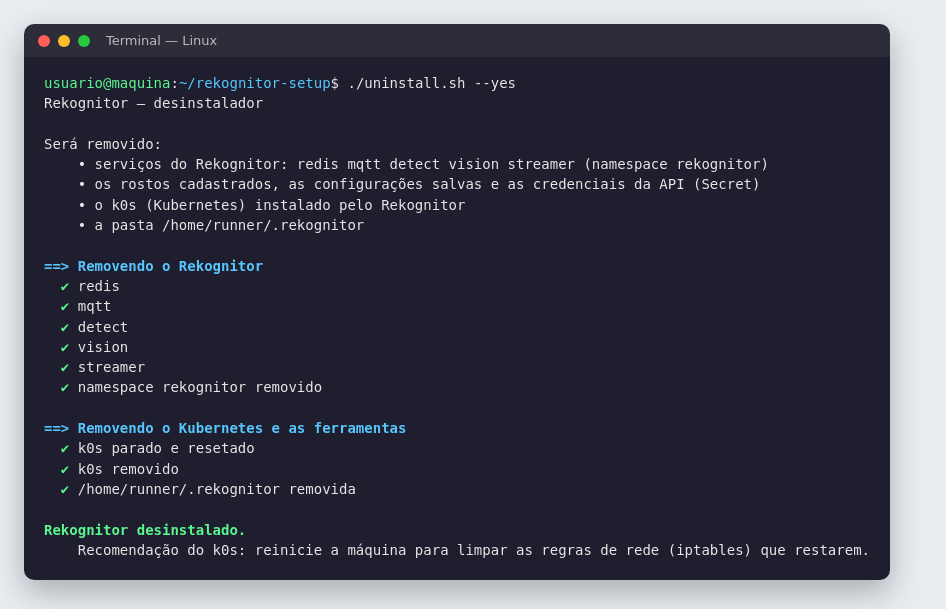 Terminal — Linux
usuario@maquina:~/rekognitor-setup$ ./uninstall.sh --yes
Rekognitor — desinstalador
Será removido:
• serviços do Rekognitor: redis mqtt detect vision streamer (namespace rekognitor)
• os rostos cadastrados, as configurações salvas e as credenciais da API (Secret)
• o k0s (Kubernetes) instalado pelo Rekognitor
• a pasta /home/runner/.rekognitor
==> Removendo o Rekognitor
✔ redis
✔ mqtt
✔ detect
✔ vision
✔ streamer
✔ namespace rekognitor removido
==> Removendo o Kubernetes e as ferramentas
✔ k0s parado e resetado
✔ k0s removido
✔ /home/runner/.rekognitor removida
Rekognitor desinstalado.
Recomendação do k0s: reinicie a máquina para limpar as regras de rede (iptables) que restarem.